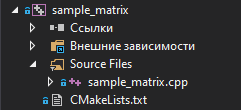 sample_matrix
Ссылки
Внешние зависимости
Source Files
sample_matrix.cpp
CMakeLists.txt